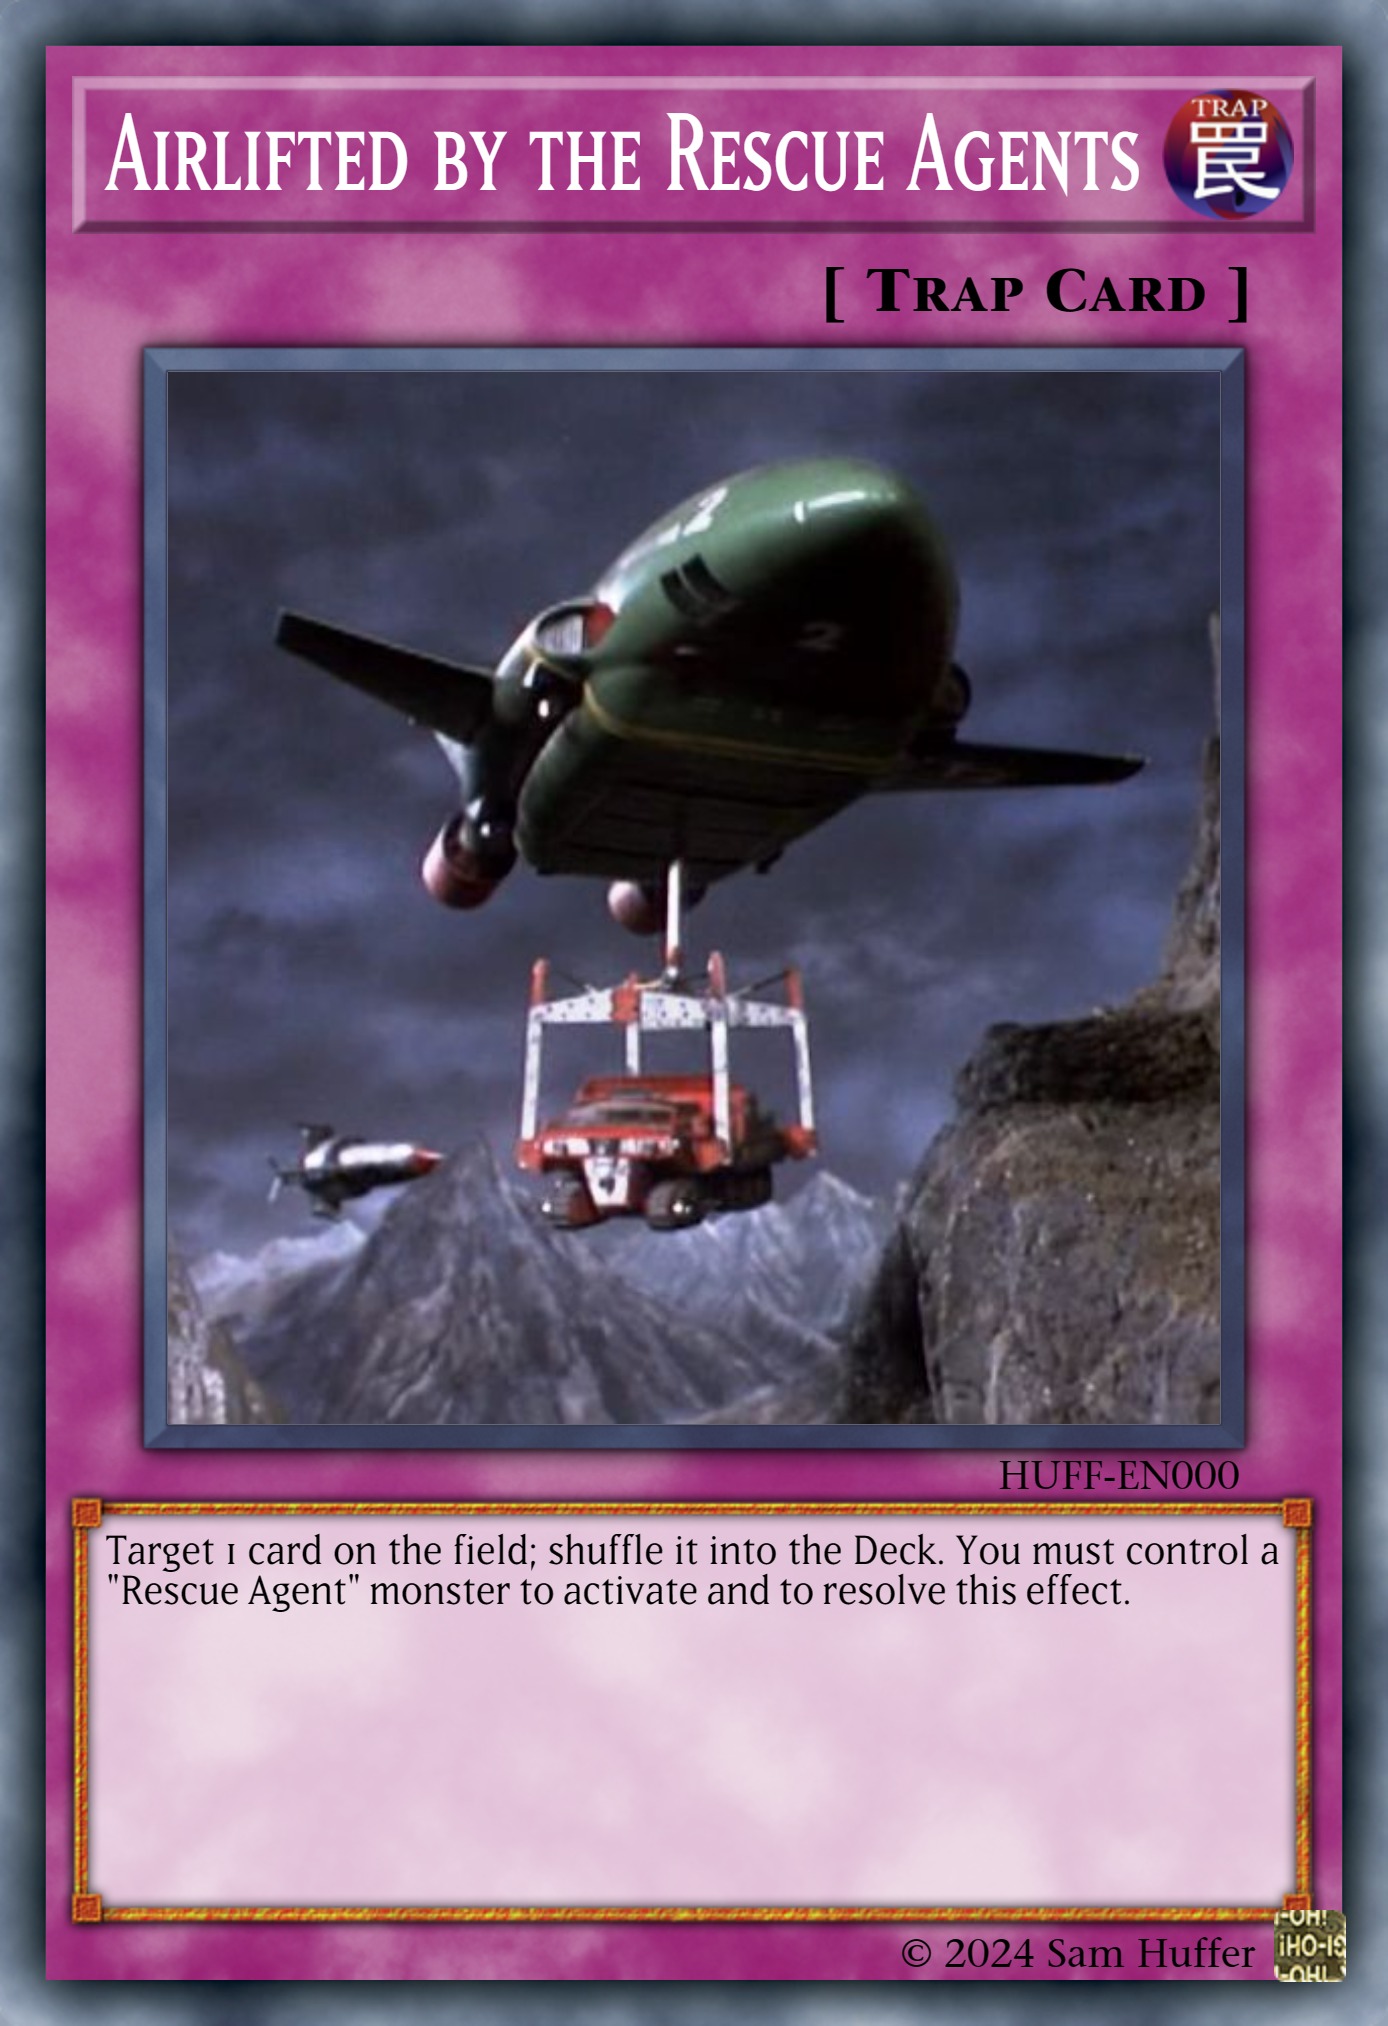 Airlifted by the Rescue Agents
TRAP
罠
[ Trap Card ]
2
2
HUFF-EN000
Target 1 card on the field; shuffle it into the Deck. You must control a
"Rescue Agent" monster to activate and to resolve this effect.
© 2024 Sam Huffer